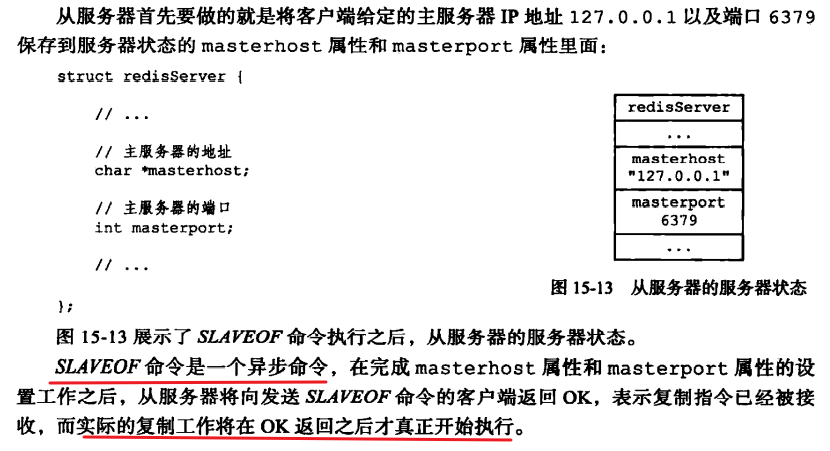 从服务器首先要做的就是将客户端给定的主服务器 IP 地址 127.0.0.1 以及端口 6379
保存到服务器状态的 masterhost 属性和 masterport 属性里面：
struct redisServer {
// ...
// 主服务器的地址
char *masterhost;
// 主服务器的端口
int masterport;
// ...
};
redisServer
...
masterhost
"127.0.0.1"
masterport
6379
...
图 15-13 从服务器的服务器状态
图 15-13 展示了 SLAVEOF 命令执行之后，从服务器的服务器状态。
SLAVEOF 命令是一个异步命令，在完成 masterhost 属性和 masterport 属性的设
置工作之后，从服务器将向发送 SLAVEOF 命令的客户端返回 OK，表示复制指令已经被接
收，而实际的复制工作将在 OK 返回之后才真正开始执行。